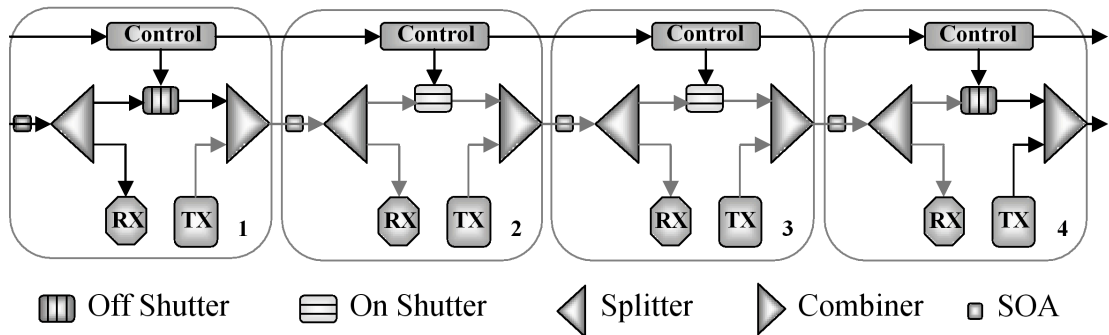 Control Control Control Control
RX TX 1 RX TX 2 RX TX 3 RX TX 4
Off Shutter On Shutter Splitter Combiner SOA